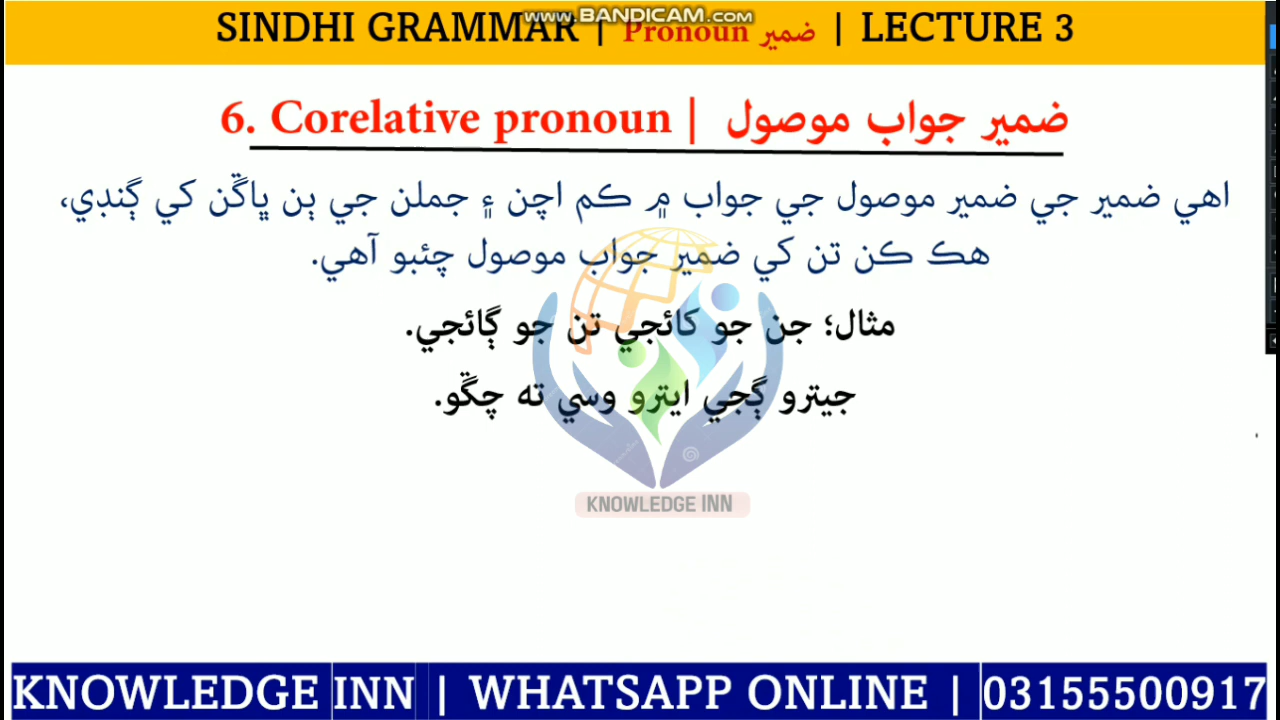 www.BANDICAM.com
SINDHI GRAMMAR | Pronoun ضمير | LECTURE 3
6. Corelative pronoun | ضمير جواب موصول
اهي ضمير جي ضمير موصول جي جواب ۾ ڪم اچن ۽ جملن جي ٻن ڀاڱن کي ڳنڍي،
هڪ ڪن تن کي ضمير جواب موصول چئبو آهي.
مثال؛ جن جو کائجي تن جو ڳائجي.
جيترو ڳجي ايترو وسي ته چڱو.
KNOWLEDGE INN
KNOWLEDGE INN | WHATSAPP ONLINE | 03155500917